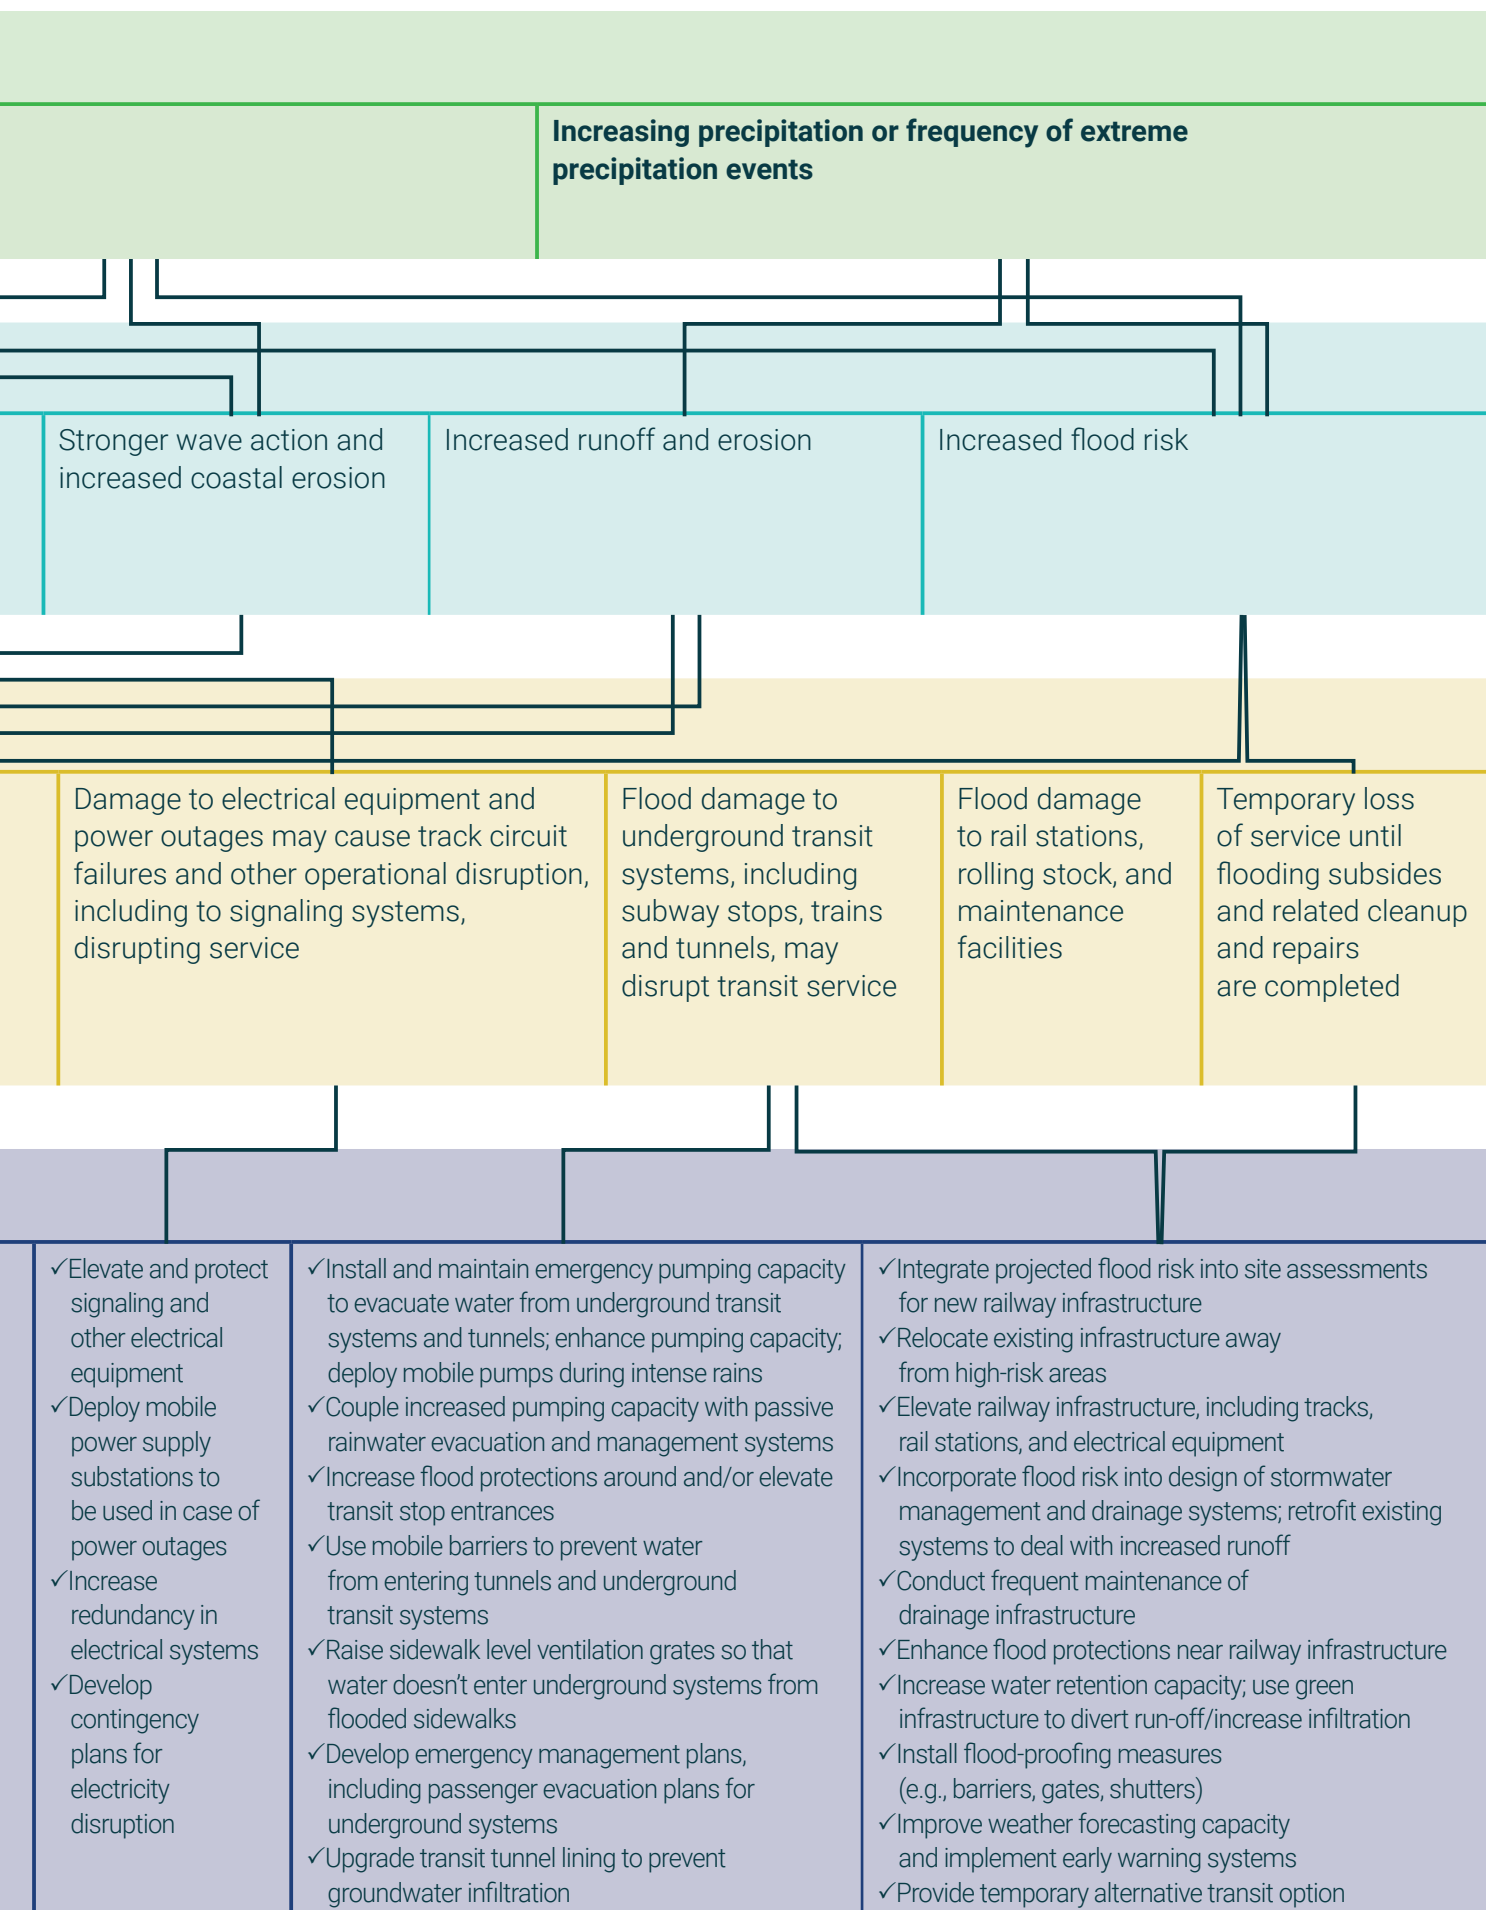 Increasing precipitation or frequency of extreme
precipitation events
Stronger wave action and
increased coastal erosion
Increased runoff and erosion
Increased flood risk
Damage to electrical equipment and
power outages may cause track circuit
failures and other operational disruption,
including to signaling systems,
disrupting service
Flood damage to
underground transit
systems, including
subway stops, trains
and tunnels, may
disrupt transit service
Flood damage
to rail stations,
rolling stock, and
maintenance
facilities
Temporary loss
of service until
flooding subsides
and related cleanup
and repairs
are completed
✓Elevate and protect
signaling and
other electrical
equipment
✓Deploy mobile
power supply
substations to
be used in case of
power outages
✓Increase
redundancy in
electrical systems
✓Develop
contingency
plans for
electricity
disruption
✓Install and maintain emergency pumping capacity
to evacuate water from underground transit
systems and tunnels; enhance pumping capacity;
deploy mobile pumps during intense rains
✓Couple increased pumping capacity with passive
rainwater evacuation and management systems
✓Increase flood protections around and/or elevate
transit stop entrances
✓Use mobile barriers to prevent water
from entering tunnels and underground
transit systems
✓Raise sidewalk level ventilation grates so that
water doesn't enter underground systems from
flooded sidewalks
✓Develop emergency management plans,
including passenger evacuation plans for
underground systems
✓Upgrade transit tunnel lining to prevent
groundwater infiltration
✓Integrate projected flood risk into site assessments
for new railway infrastructure
✓Relocate existing infrastructure away
from high-risk areas
✓Elevate railway infrastructure, including tracks,
rail stations, and electrical equipment
✓Incorporate flood risk into design of stormwater
management and drainage systems; retrofit existing
systems to deal with increased runoff
✓Conduct frequent maintenance of
drainage infrastructure
✓Enhance flood protections near railway infrastructure
✓Increase water retention capacity; use green
infrastructure to divert run-off/increase infiltration
✓Install flood-proofing measures
(e.g., barriers, gates, shutters)
✓Improve weather forecasting capacity
and implement early warning systems
✓Provide temporary alternative transit option